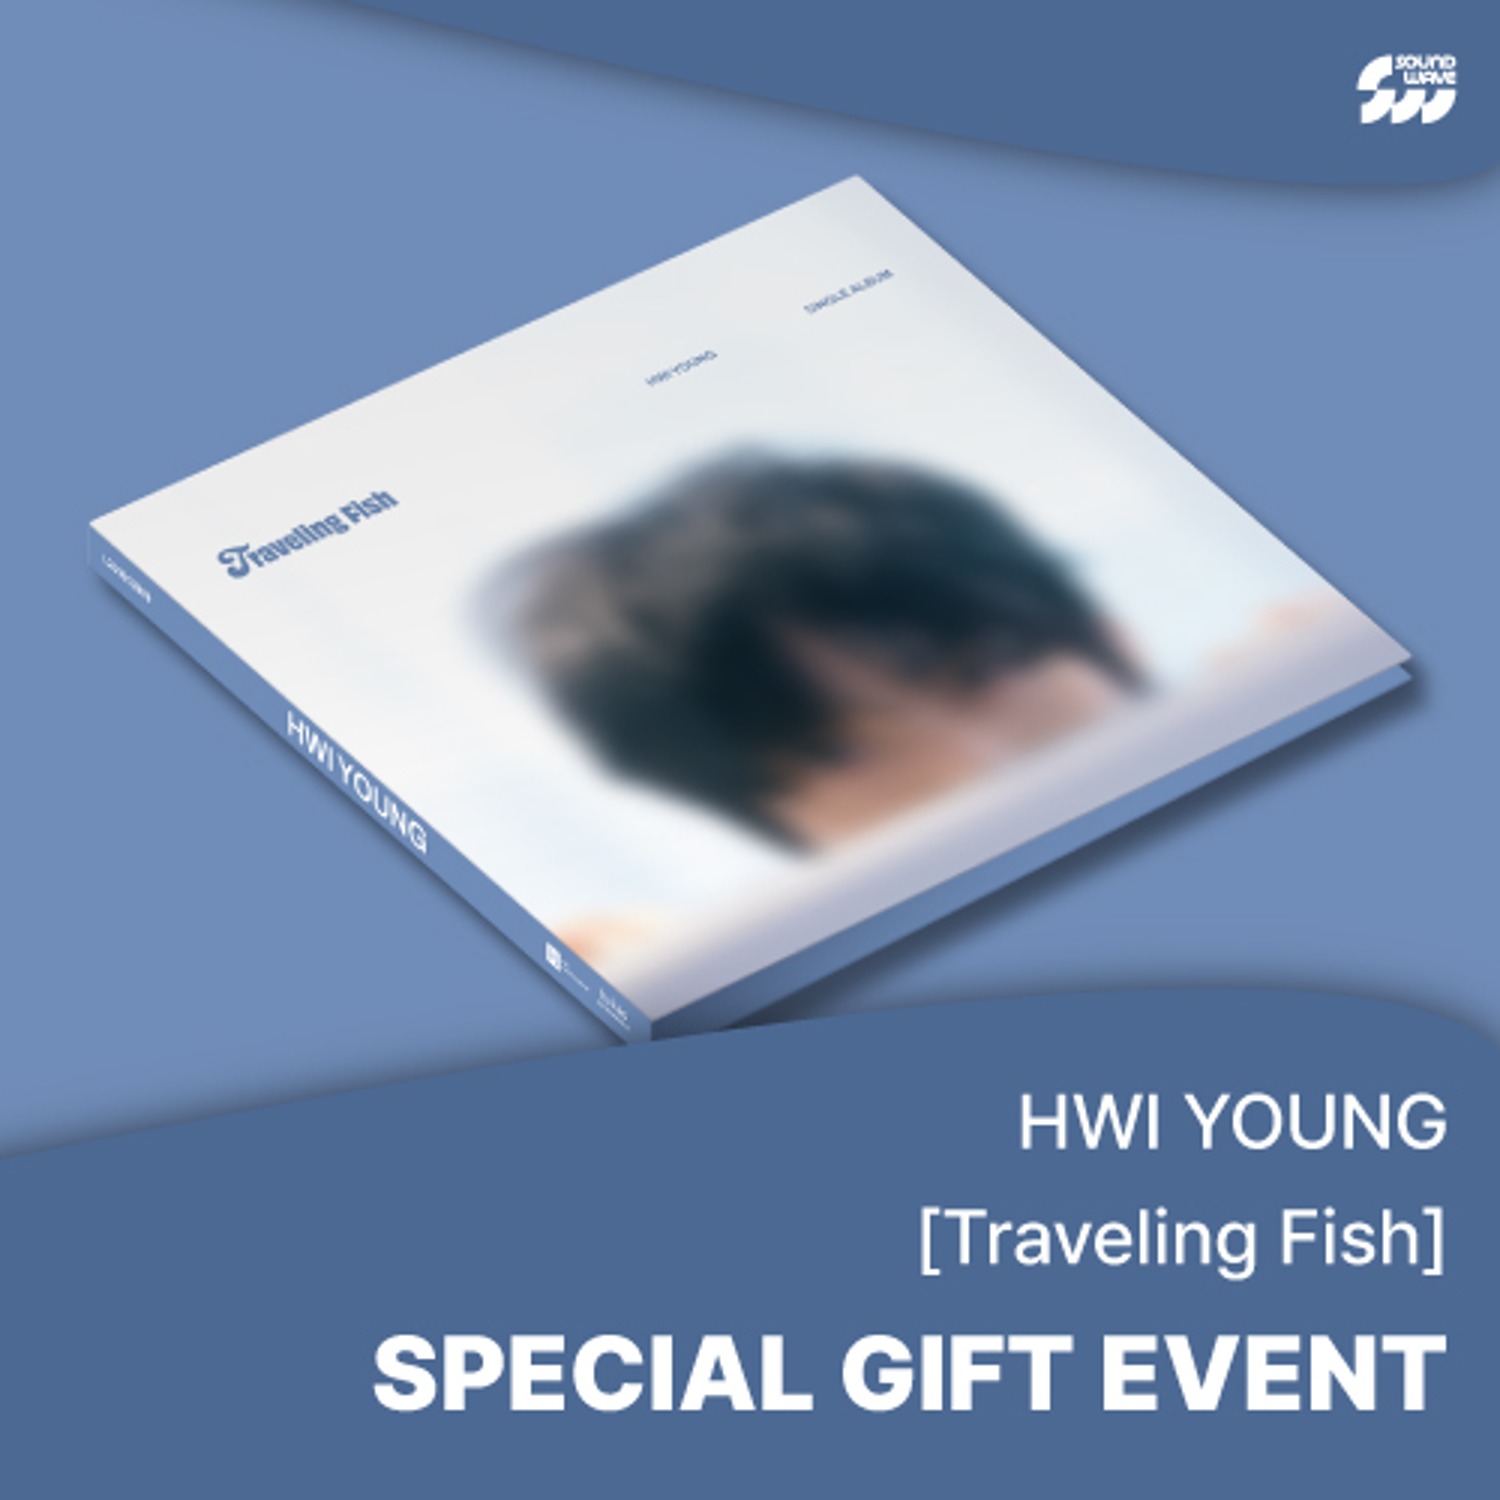 SOUND
WAVE
SINGLE ALBUM
HWI YOUNG
Traveling Fish
HWI YOUNG
HWI YOUNG
[Traveling Fish]
SPECIAL GIFT EVENT